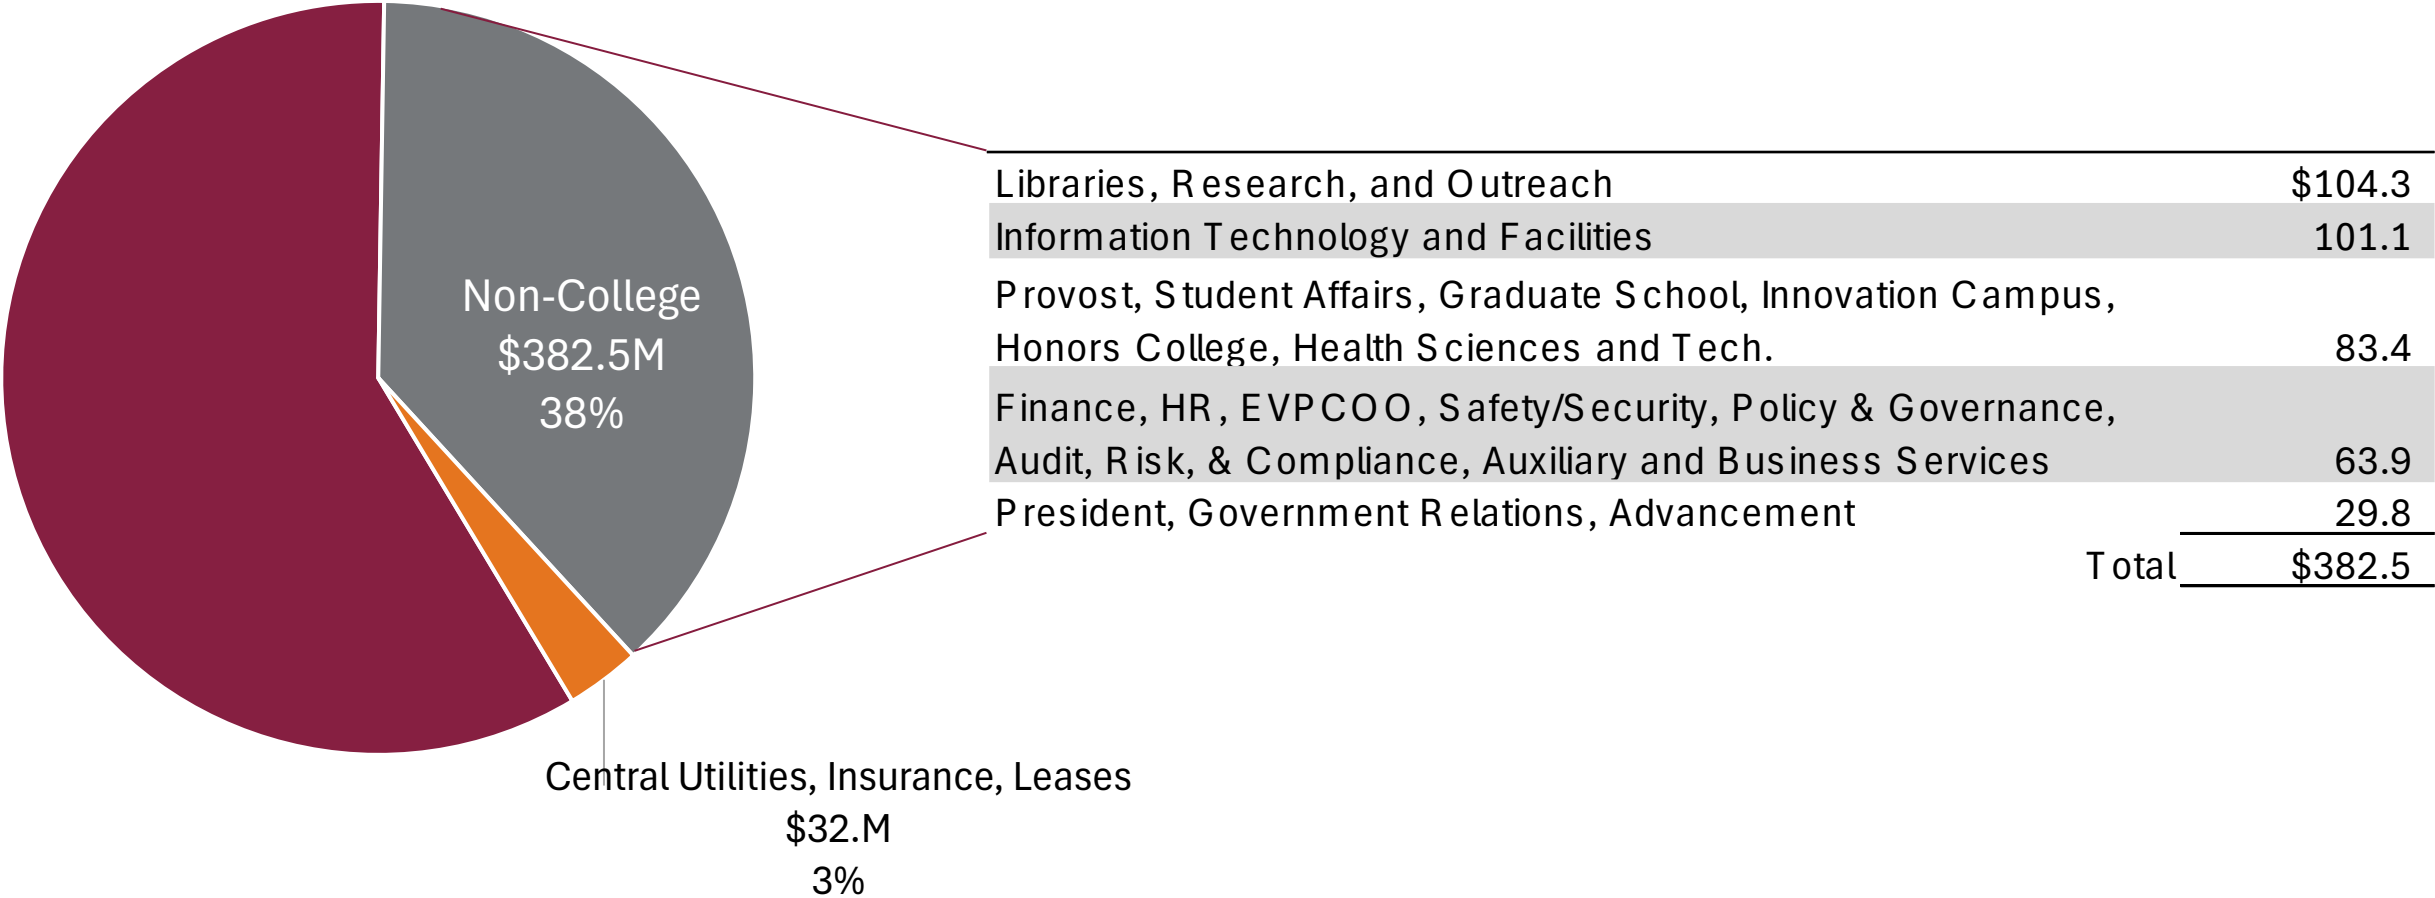 Non-College
$382.5M
38%
Libraries, Research, and Outreach $104.3
Information Technology and Facilities 101.1
Provost, Student Affairs, Graduate School, Innovation Campus,
Honors College, Health Sciences and Tech. 83.4
Finance, HR, EVPCOO, Safety/Security, Policy & Governance,
Audit, Risk, & Compliance, Auxiliary and Business Services 63.9
President, Government Relations, Advancement 29.8
Total $382.5
Central Utilities, Insurance, Leases
$32.M
3%